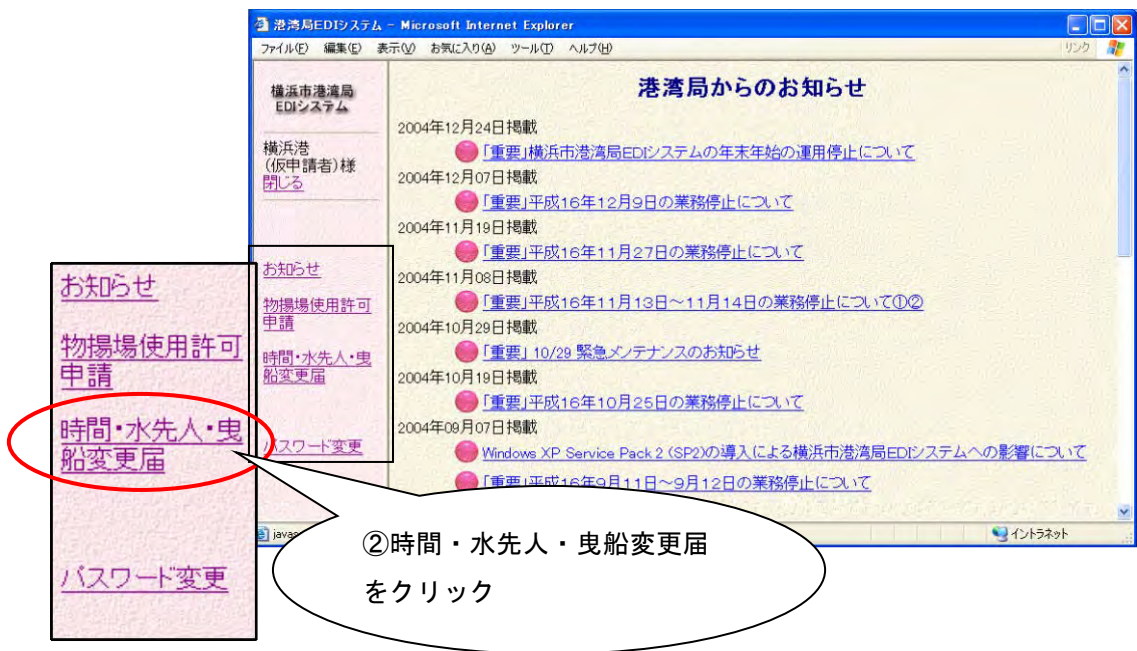 港湾局EDIシステム - Microsoft Internet Explorer
ファイル(F) 編集(E) 表示(V) お気に入り(A) ツール(T) ヘルプ(H)
リンク
横浜市港湾局
EDIシステム
横浜港
(仮申請者)様
閉じる
お知らせ
物揚場使用許可
申請
時間・水先人・曳
船変更届
パスワード変更
港湾局からのお知らせ
2004年12月24日掲載
「重要」横浜市港湾局EDIシステムの年末年始の運用停止について
2004年12月07日掲載
「重要」平成16年12月9日の業務停止について
2004年11月19日掲載
「重要」平成16年11月27日の業務停止について
2004年11月08日掲載
「重要」平成16年11月13日～11月14日の業務停止について①②
2004年10月29日掲載
「重要」 10/29 緊急メンテナンスのお知らせ
2004年10月19日掲載
「重要」平成16年10月25日の業務停止について
2004年09月07日掲載
Windows XP Service Pack 2 (SP2)の導入による横浜市港湾局EDIシステムへの影響について
「重要」平成16年9月11日～9月12日の業務停止について
イントラネット
お知らせ
物揚場使用許可
申請
時間・水先人・曳
船変更届
パスワード変更
②時間・水先人・曳船変更届
をクリック